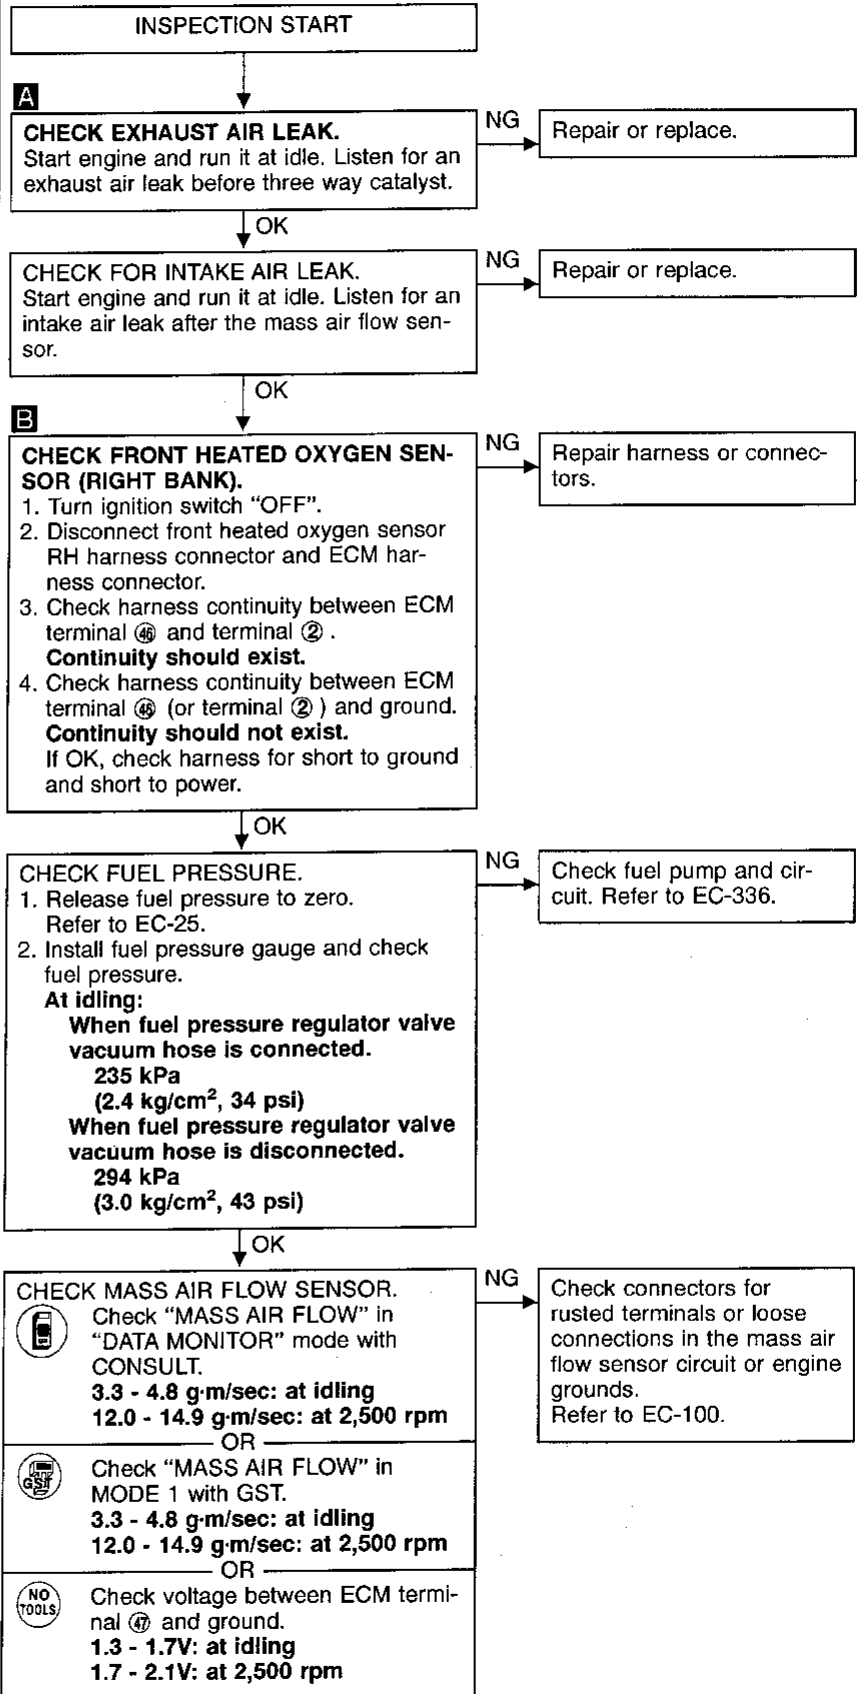 INSPECTION START
A
CHECK EXHAUST AIR LEAK.
Start engine and run it at idle. Listen for an
exhaust air leak before three way catalyst.
NG
Repair or replace.
OK
CHECK FOR INTAKE AIR LEAK.
Start engine and run it at idle. Listen for an
intake air leak after the mass air flow sen-
sor.
NG
Repair or replace.
OK
B
CHECK FRONT HEATED OXYGEN SEN-
SOR (RIGHT BANK).
1. Turn ignition switch “OFF”.
2. Disconnect front heated oxygen sensor
RH harness connector and ECM har-
ness connector.
3. Check harness continuity between ECM
terminal ㊻ and terminal ② .
Continuity should exist.
4. Check harness continuity between ECM
terminal ㊻ (or terminal ② ) and ground.
Continuity should not exist.
If OK, check harness for short to ground
and short to power.
NG
Repair harness or connec-
tors.
OK
CHECK FUEL PRESSURE.
1. Release fuel pressure to zero.
Refer to EC-25.
2. Install fuel pressure gauge and check
fuel pressure.
At idling:
When fuel pressure regulator valve
vacuum hose is connected.
235 kPa
(2.4 kg/cm², 34 psi)
When fuel pressure regulator valve
vacuum hose is disconnected.
294 kPa
(3.0 kg/cm², 43 psi)
NG
Check fuel pump and cir-
cuit. Refer to EC-336.
OK
CHECK MASS AIR FLOW SENSOR.
Check “MASS AIR FLOW” in
“DATA MONITOR” mode with
CONSULT.
3.3 - 4.8 g·m/sec: at idling
12.0 - 14.9 g·m/sec: at 2,500 rpm
OR
GST
Check “MASS AIR FLOW” in
MODE 1 with GST.
3.3 - 4.8 g·m/sec: at idling
12.0 - 14.9 g·m/sec: at 2,500 rpm
OR
NO
TOOLS
Check voltage between ECM termi-
nal ㊼ and ground.
1.3 - 1.7V: at idling
1.7 - 2.1V: at 2,500 rpm
NG
Check connectors for
rusted terminals or loose
connections in the mass air
flow sensor circuit or engine
grounds.
Refer to EC-100.